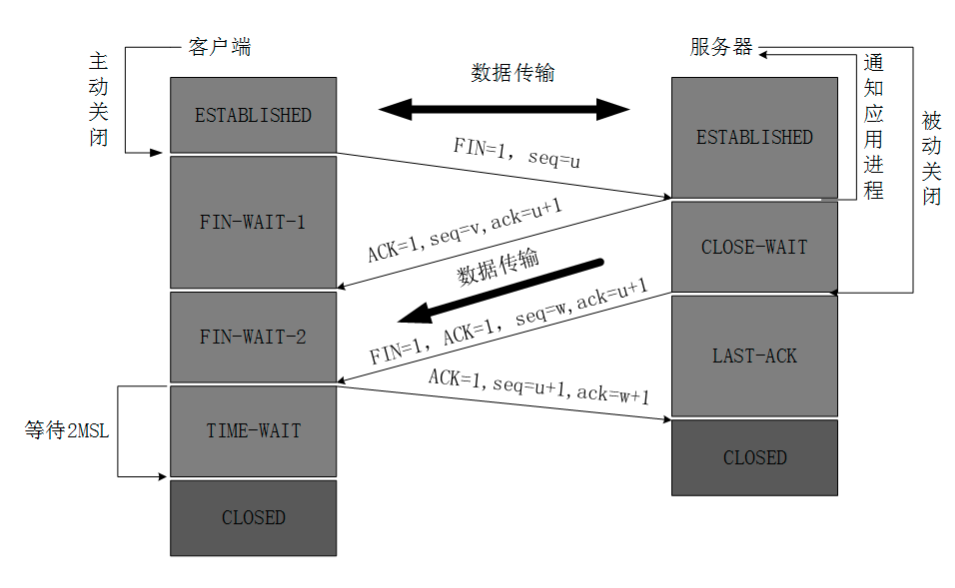 客户端
服务器
主动关闭
数据传输
通知应用进程
被动关闭
ESTABLISHED
ESTABLISHED
FIN=1, seq=u
FIN-WAIT-1
ACK=1,seq=v,ack=u+1
CLOSE-WAIT
数据传输
FIN-WAIT-2
FIN=1, ACK=1, seq=w,ack=u+1
LAST-ACK
ACK=1,seq=u+1,ack=w+1
等待2MSL
TIME-WAIT
CLOSED
CLOSED